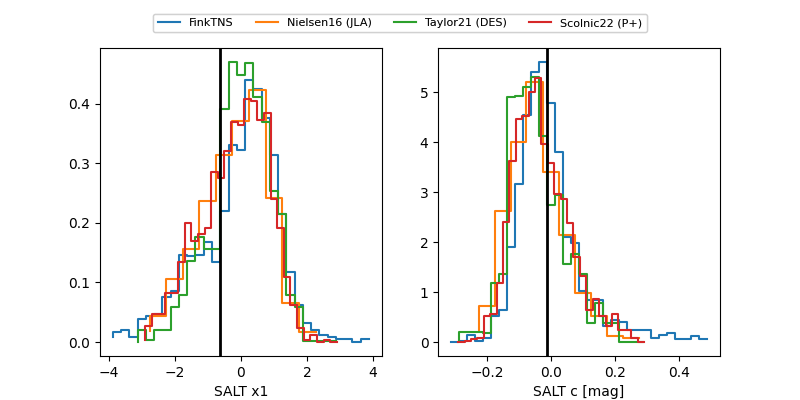 FinkTNS Nielsen16 (JLA) Taylor21 (DES) Scolnic22 (P+)
0.4
0.3
0.2
0.1
0.0
−4 −2 0 2 4
SALT x1
5
4
3
2
1
0
−0.2 0.0 0.2 0.4
SALT c [mag]